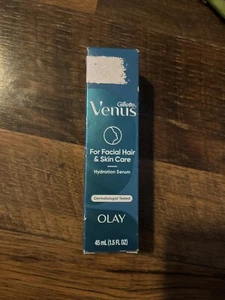 Gillette
Venus
For Facial Hair
& Skin Care
Hydration Serum
Dermatologist Tested
OLAY
45 mL (1.5 FL OZ)